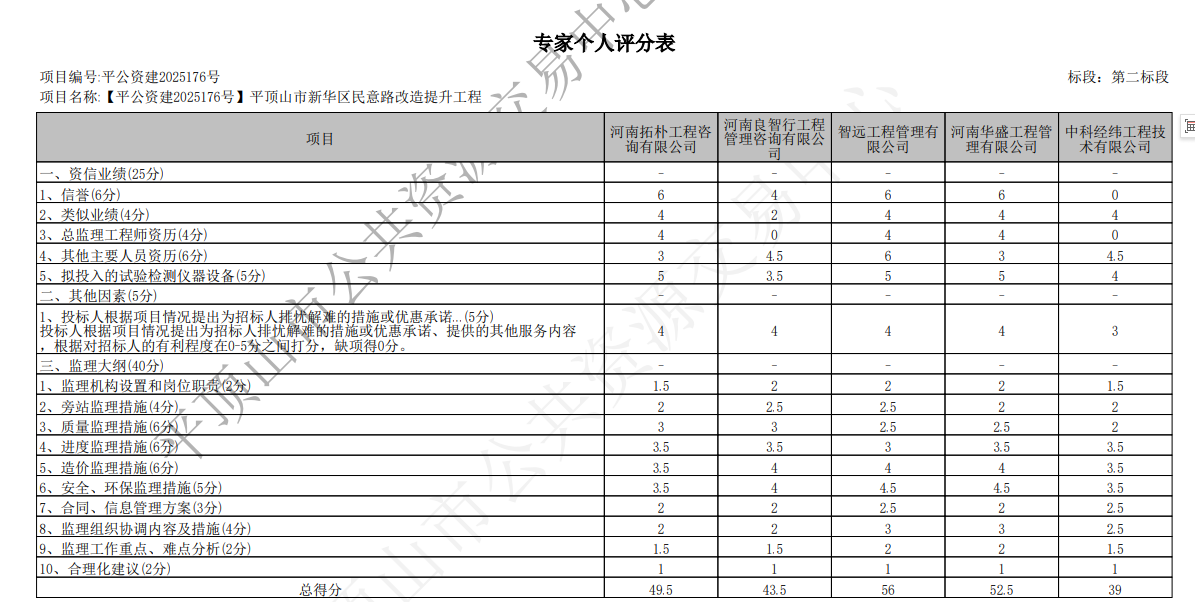 专家个人评分表
项目编号:平公资建2025176号 标段：第二标段
项目名称:【平公资建2025176号】平顶山市新华区民意路改造提升工程
项目 河南拓朴工程咨询有限公司 河南良智行工程管理咨询有限公司 智远工程管理有限公司 河南华盛工程管理有限公司 中科经纬工程技术有限公司
一、资信业绩(25分) - - - - -
1、信誉(6分) 6 4 6 6 0
2、类似业绩(4分) 4 2 4 4 4
3、总监理工程师资历(4分) 4 0 4 4 0
4、其他主要人员资历(6分) 3 4.5 6 3 4.5
5、拟投入的试验检测仪器设备(5分) 5 3.5 5 5 4
二、其他因素(5分) - - - - -
1、投标人根据项目情况提出为招标人排忧解难的措施或优惠承诺...(5分)
投标人根据项目情况提出为招标人排忧解难的措施或优惠承诺、提供的其他服务内容
，根据对招标人的有利程度在0-5分之间打分，缺项得0分。 4 4 4 4 3
三、监理大纲(40分) - - - - -
1、监理机构设置和岗位职责(2分) 1.5 2 2 2 1.5
2、旁站监理措施(4分) 2 2.5 2.5 2 2
3、质量监理措施(6分) 3 3 2.5 2.5 2
4、进度监理措施(6分) 3.5 3.5 3 3.5 3.5
5、造价监理措施(6分) 3.5 4 4 4 3.5
6、安全、环保监理措施(5分) 3.5 4 4.5 4.5 3.5
7、合同、信息管理方案(3分) 2 2 2.5 2 2.5
8、监理组织协调内容及措施(4分) 2 2 3 3 2.5
9、监理工作重点、难点分析(2分) 1.5 1.5 2 2 1.5
10、合理化建议(2分) 1 1 1 1 1
总得分 49.5 43.5 56 52.5 39
平顶山市公共资源交易中心
平顶山市公共资源交易中心